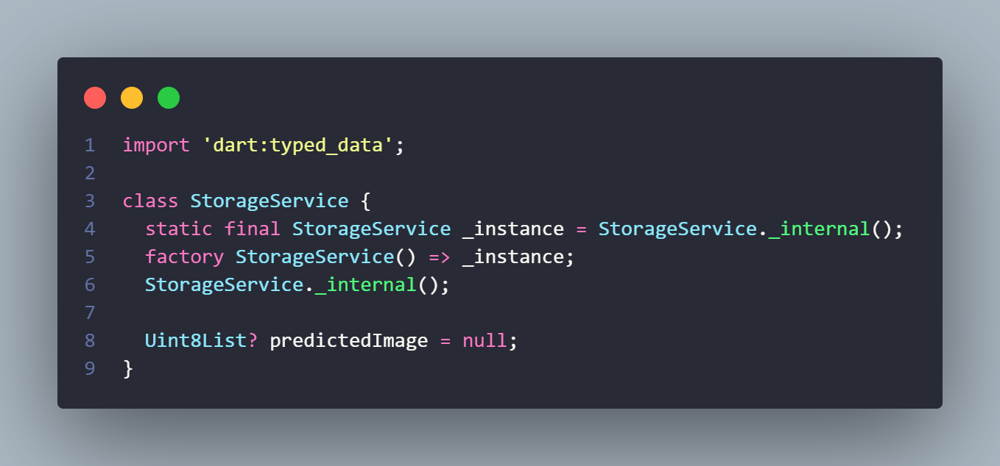 1 import 'dart:typed_data';
2
3 class StorageService {
4   static final StorageService _instance = StorageService._internal();
5   factory StorageService() => _instance;
6   StorageService._internal();
7
8   Uint8List? predictedImage = null;
9 }